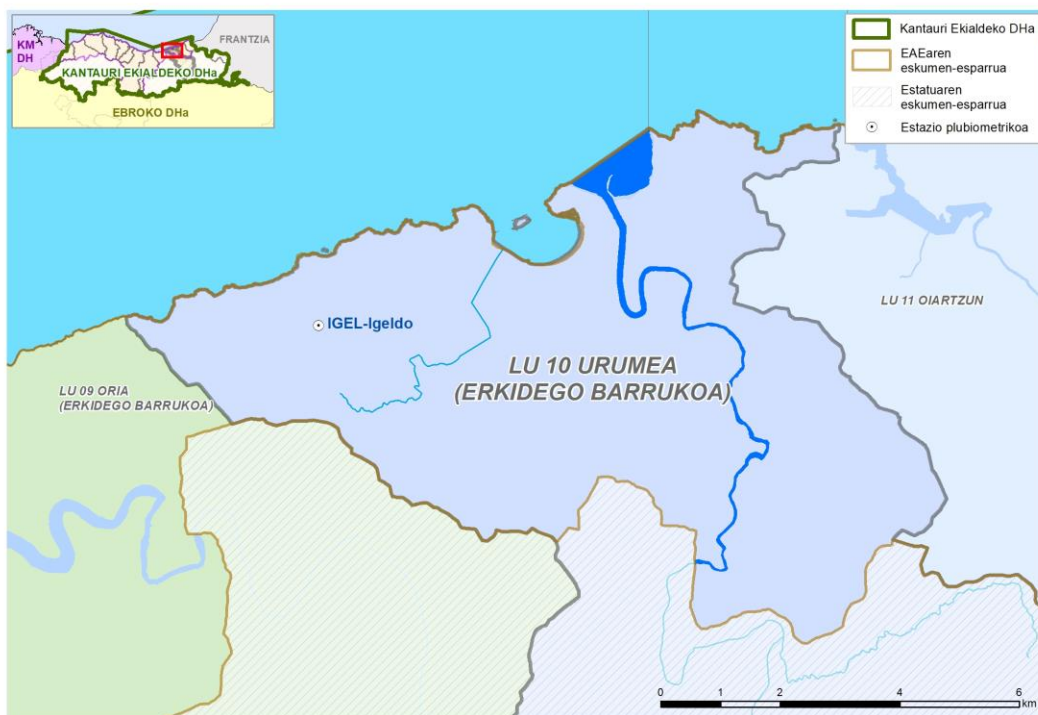 KM
DH
FRANTZIA
KANTAURI EKIALDEKO DHa
EBROKO DHa
Kantauri Ekialdeko DHa
EAEaren
eskumen-esparrua
Estatuaren
eskumen-esparrua
Estazio plubiometrikoa
IGEL-Igeldo
LU 11 OIARTZUN
LU 10 URUMEA
(ERKIDEGO BARRUKOA)
LU 09 ORIA
(ERKIDEGO BARRUKOA)
0 1 2 4 6
km